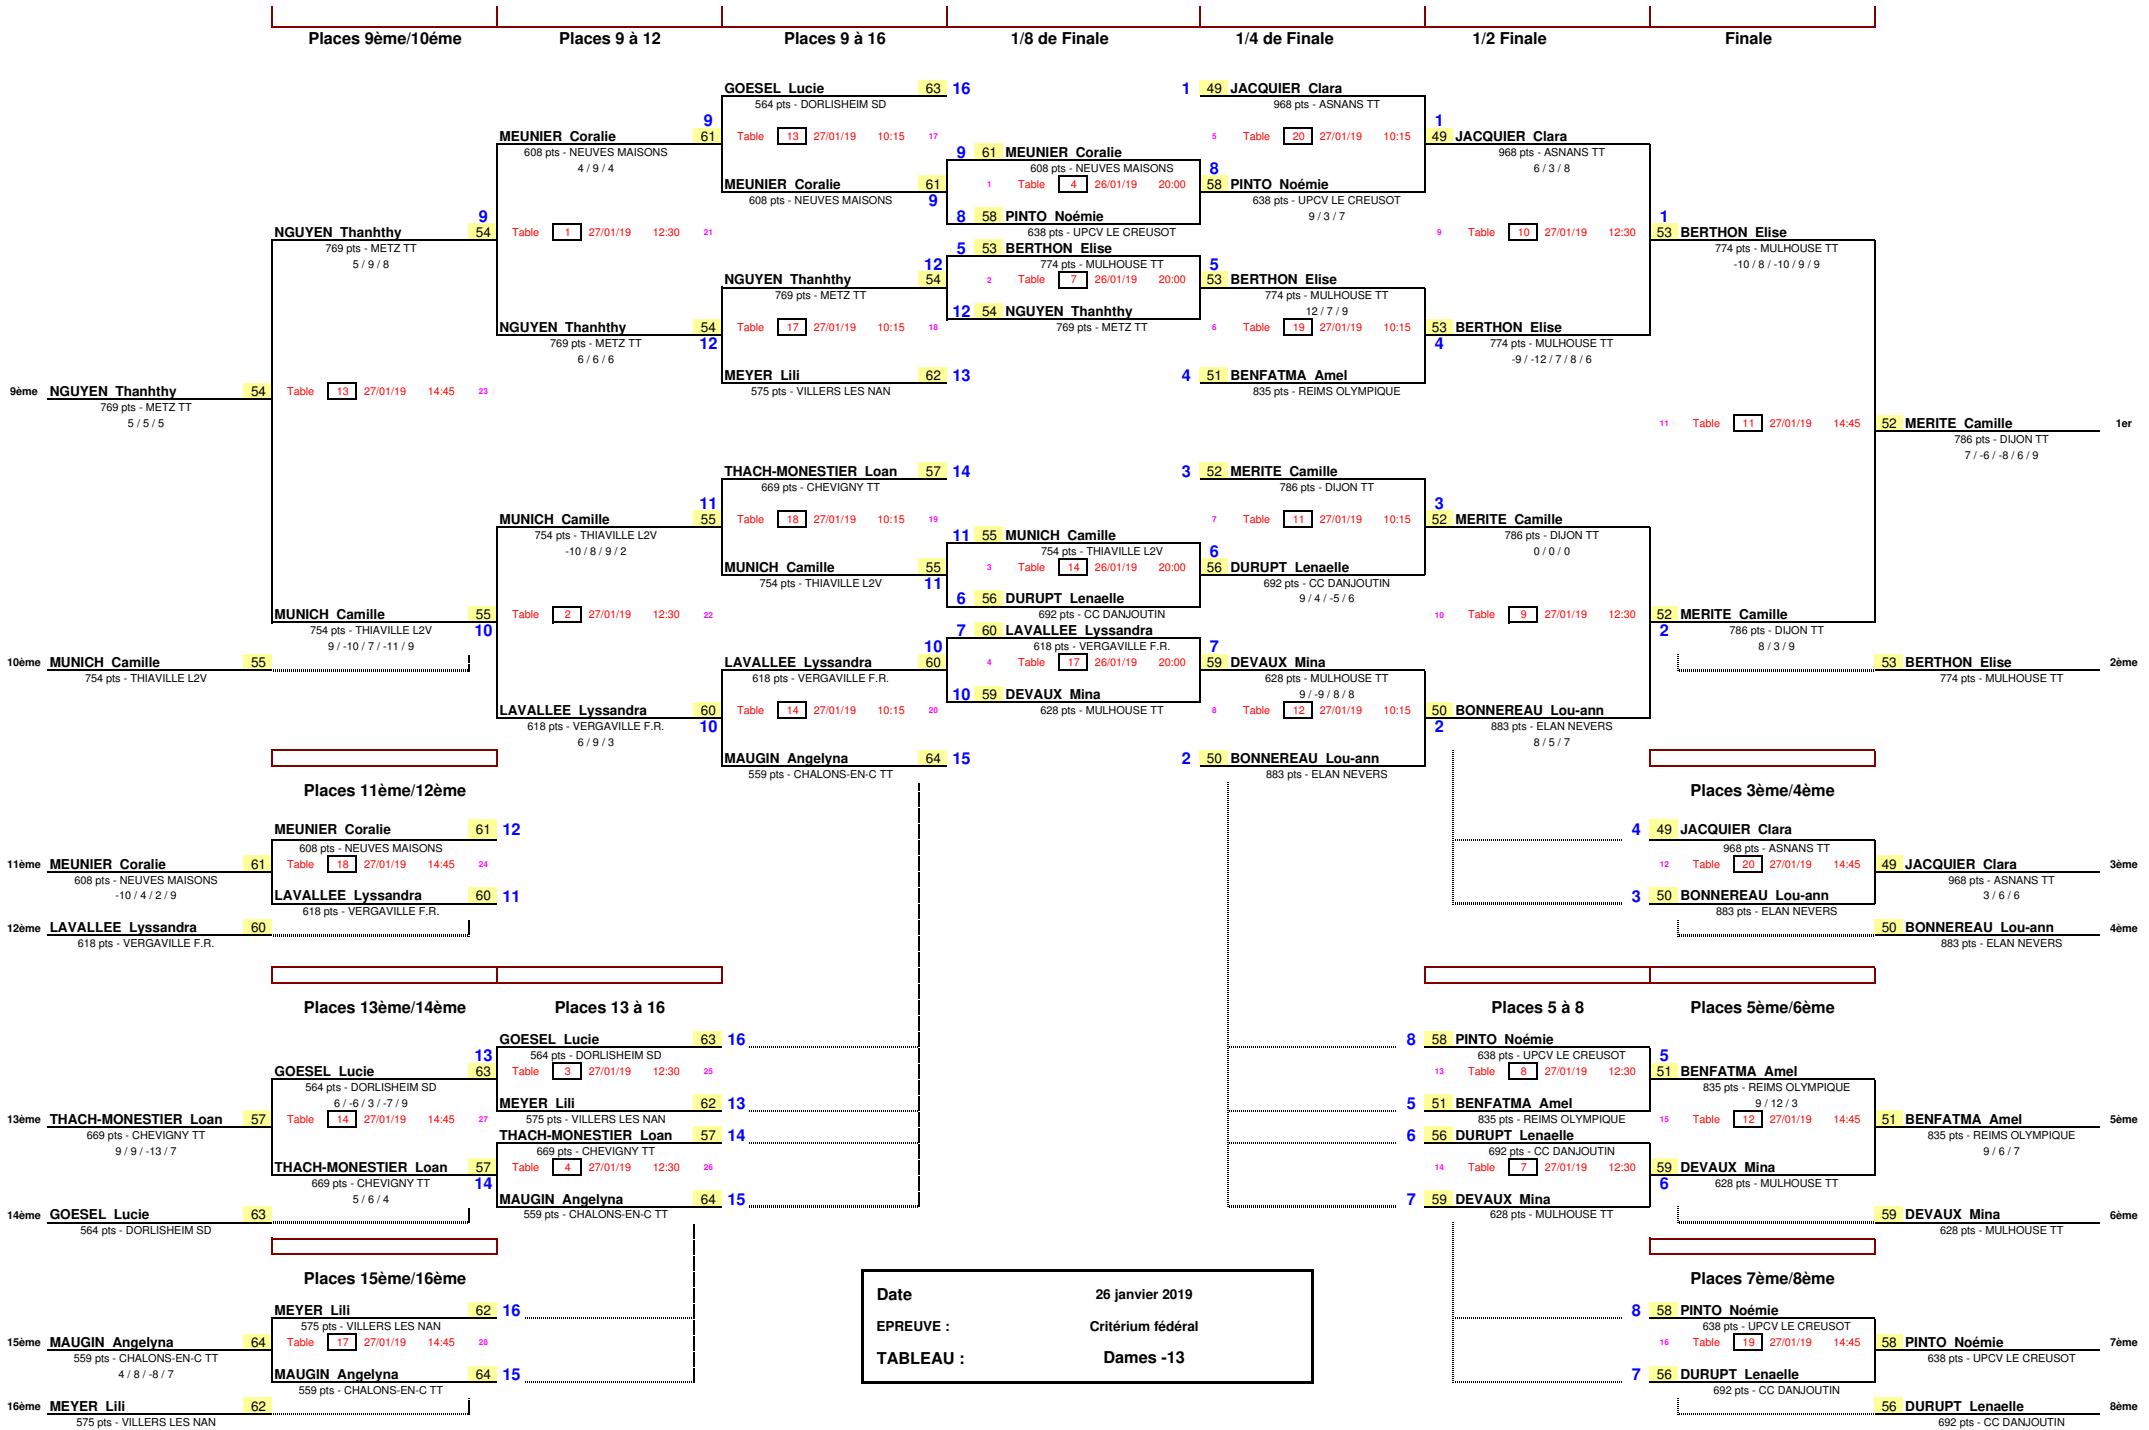 Places 9ème/10éme Places 9 à 12 Places 9 à 16 1/8 de Finale 1/4 de Finale 1/2 Finale Finale
GOESEL Lucie 63 16 1 49 JACQUIER Clara
564 pts - DORLISHEIM SD 968 pts - ASNANS TT
9 1
MEUNIER Coralie 61 Table 13 27/01/19 10:15 17 5 Table 20 27/01/19 10:15 49 JACQUIER Clara
608 pts - NEUVES MAISONS 9 61 MEUNIER Coralie 968 pts - ASNANS TT
4 / 9 / 4 608 pts - NEUVES MAISONS 8 6 / 3 / 8
MEUNIER Coralie 61 1 Table 4 26/01/19 20:00 58 PINTO Noémie
608 pts - NEUVES MAISONS 9 638 pts - UPCV LE CREUSOT
9 8 58 PINTO Noémie 9 / 3 / 7 1
NGUYEN Thanhthy 54 Table 1 27/01/19 12:30 21 638 pts - UPCV LE CREUSOT 9 Table 10 27/01/19 12:30 53 BERTHON Elise
769 pts - METZ TT 5 53 BERTHON Elise 774 pts - MULHOUSE TT
5 / 9 / 8 12 774 pts - MULHOUSE TT 5 -10 / 8 / -10 / 9 / 9
NGUYEN Thanhthy 54 2 Table 7 26/01/19 20:00 53 BERTHON Elise
769 pts - METZ TT 774 pts - MULHOUSE TT
12 54 NGUYEN Thanhthy 12 / 7 / 9
NGUYEN Thanhthy 54 Table 17 27/01/19 10:15 18 769 pts - METZ TT 6 Table 19 27/01/19 10:15 53 BERTHON Elise
769 pts - METZ TT 12 4 774 pts - MULHOUSE TT
6 / 6 / 6 -9 / -12 / 7 / 8 / 6
MEYER Lili 62 13 4 51 BENFATMA Amel
9ème NGUYEN Thanhthy 54 Table 13 27/01/19 14:45 23 575 pts - VILLERS LES NAN 835 pts - REIMS OLYMPIQUE
769 pts - METZ TT
5 / 5 / 5 11 Table 11 27/01/19 14:45 52 MERITE Camille 1er
786 pts - DIJON TT
7 / -6 / -8 / 6 / 9
THACH-MONESTIER Loan 57 14 3 52 MERITE Camille
669 pts - CHEVIGNY TT 786 pts - DIJON TT
11 3
MUNICH Camille 55 Table 18 27/01/19 10:15 19 7 Table 11 27/01/19 10:15 52 MERITE Camille
754 pts - THIAVILLE L2V 11 55 MUNICH Camille 786 pts - DIJON TT
-10 / 8 / 9 / 2 754 pts - THIAVILLE L2V 6 0 / 0 / 0
MUNICH Camille 55 3 Table 14 26/01/19 20:00 56 DURUPT Lenaelle
754 pts - THIAVILLE L2V 11 692 pts - CC DANJOUTIN
6 56 DURUPT Lenaelle 9 / 4 / -5 / 6
MUNICH Camille 55 Table 2 27/01/19 12:30 22 692 pts - CC DANJOUTIN 10 Table 9 27/01/19 12:30 52 MERITE Camille
754 pts - THIAVILLE L2V 10 7 60 LAVALLEE Lyssandra 2 786 pts - DIJON TT
9 / -10 / 7 / -11 / 9 10 618 pts - VERGAVILLE F.R. 7 8 / 3 / 9
10ème MUNICH Camille 55 LAVALLEE Lyssandra 60 4 Table 17 26/01/19 20:00 59 DEVAUX Mina 53 BERTHON Elise 2ème
754 pts - THIAVILLE L2V 618 pts - VERGAVILLE F.R. 628 pts - MULHOUSE TT 774 pts - MULHOUSE TT
10 59 DEVAUX Mina 9 / -9 / 8 / 8
LAVALLEE Lyssandra 60 Table 14 27/01/19 10:15 20 628 pts - MULHOUSE TT 8 Table 12 27/01/19 10:15 50 BONNEREAU Lou-ann
618 pts - VERGAVILLE F.R. 10 2 883 pts - ELAN NEVERS
6 / 9 / 3 8 / 5 / 7
MAUGIN Angelyna 64 15 2 50 BONNEREAU Lou-ann
559 pts - CHALONS-EN-C TT 883 pts - ELAN NEVERS
Places 11ème/12ème Places 3ème/4ème
MEUNIER Coralie 61 12 4 49 JACQUIER Clara
608 pts - NEUVES MAISONS 968 pts - ASNANS TT
11ème MEUNIER Coralie 61 Table 18 27/01/19 14:45 24 12 Table 20 27/01/19 14:45 49 JACQUIER Clara 3ème
608 pts - NEUVES MAISONS 968 pts - ASNANS TT
-10 / 4 / 2 / 9 LAVALLEE Lyssandra 60 11 3 50 BONNEREAU Lou-ann 3 / 6 / 6
618 pts - VERGAVILLE F.R. 883 pts - ELAN NEVERS
12ème LAVALLEE Lyssandra 60 50 BONNEREAU Lou-ann 4ème
618 pts - VERGAVILLE F.R. 883 pts - ELAN NEVERS
Places 13ème/14ème Places 13 à 16 Places 5 à 8 Places 5ème/6ème
GOESEL Lucie 63 16 8 58 PINTO Noémie
13 564 pts - DORLISHEIM SD 638 pts - UPCV LE CREUSOT 5
GOESEL Lucie 63 Table 3 27/01/19 12:30 25 13 Table 8 27/01/19 12:30 51 BENFATMA Amel
564 pts - DORLISHEIM SD 835 pts - REIMS OLYMPIQUE
6 / -6 / 3 / -7 / 9 MEYER Lili 62 13 5 51 BENFATMA Amel 9 / 12 / 3
13ème THACH-MONESTIER Loan 57 Table 14 27/01/19 14:45 27 575 pts - VILLERS LES NAN 835 pts - REIMS OLYMPIQUE 15 Table 12 27/01/19 14:45 51 BENFATMA Amel 5ème
669 pts - CHEVIGNY TT THACH-MONESTIER Loan 57 14 6 56 DURUPT Lenaelle 835 pts - REIMS OLYMPIQUE
9 / 9 / -13 / 7 669 pts - CHEVIGNY TT 692 pts - CC DANJOUTIN 9 / 6 / 7
THACH-MONESTIER Loan 57 Table 4 27/01/19 12:30 26 14 Table 7 27/01/19 12:30 59 DEVAUX Mina
669 pts - CHEVIGNY TT 14 6 628 pts - MULHOUSE TT
5 / 6 / 4 MAUGIN Angelyna 64 15 7 59 DEVAUX Mina
14ème GOESEL Lucie 63 559 pts - CHALONS-EN-C TT 628 pts - MULHOUSE TT 59 DEVAUX Mina 6ème
564 pts - DORLISHEIM SD 628 pts - MULHOUSE TT
Places 15ème/16ème Places 7ème/8ème
Date 26 janvier 2019
MEYER Lili 62 16 8 58 PINTO Noémie
575 pts - VILLERS LES NAN EPREUVE : Critérium fédéral 638 pts - UPCV LE CREUSOT
15ème MAUGIN Angelyna 64 Table 17 27/01/19 14:45 28 16 Table 19 27/01/19 14:45 58 PINTO Noémie 7ème
559 pts - CHALONS-EN-C TT TABLEAU : Dames -13 638 pts - UPCV LE CREUSOT
4 / 8 / -8 / 7 MAUGIN Angelyna 64 15 7 56 DURUPT Lenaelle
559 pts - CHALONS-EN-C TT 692 pts - CC DANJOUTIN
16ème MEYER Lili 62 56 DURUPT Lenaelle 8ème
575 pts - VILLERS LES NAN 692 pts - CC DANJOUTIN